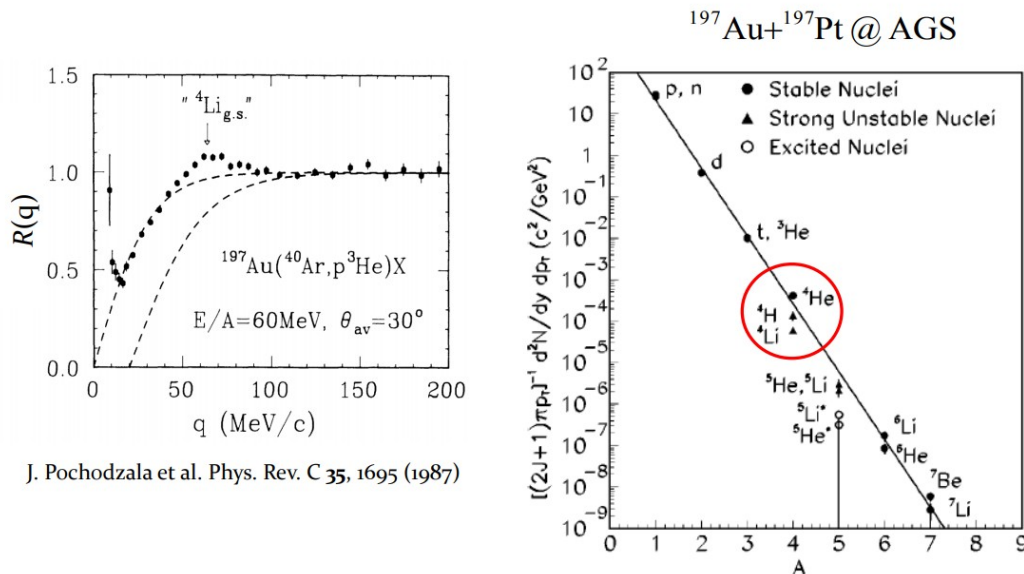 ¹⁹⁷Au+¹⁹⁷Pt @ AGS
1.5
1.0
0.5
0.0
R(q)
" ⁴Li_g.s. "
¹⁹⁷Au(⁴⁰Ar,p³He)X
E/A=60MeV, θ_av=30°
0 50 100 150 200
q (MeV/c)
J. Pochodzala et al. Phys. Rev. C 35, 1695 (1987)
[(2J+1)πp_T]⁻¹ d²N/dy dp_T (c²/GeV²)
10²
10
1
10⁻¹
10⁻²
10⁻³
10⁻⁴
10⁻⁵
10⁻⁶
10⁻⁷
10⁻⁸
10⁻⁹
Stable Nuclei
Strong Unstable Nuclei
Excited Nuclei
p, n
d
t, ³He
⁴He
⁴H
⁴Li
⁵He,⁵Li
⁵Li*
⁵He*
⁶Li
⁶He
⁷Be
⁷Li
0 1 2 3 4 5 6 7 8 9
A